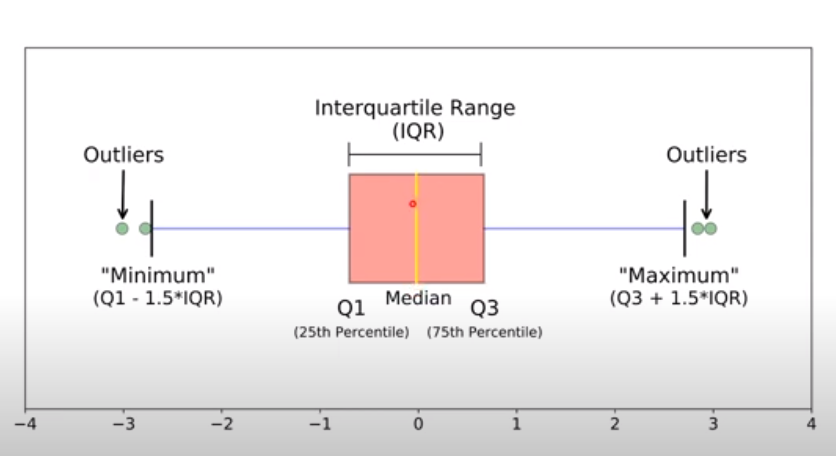 Interquartile Range
(IQR)
Outliers
Outliers
"Minimum"
(Q1 - 1.5*IQR)
"Maximum"
(Q3 + 1.5*IQR)
Median
Q1
Q3
(25th Percentile)
(75th Percentile)
−4 −3 −2 −1 0 1 2 3 4